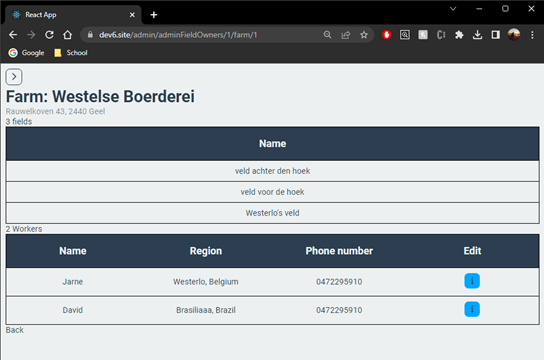 React App
dev6.site/admin/adminFieldOwners/1/farm/1
Google School
Farm: Westelse Boerderei
Rauwelkoven 43, 2440 Geel
3 fields
Name
veld achter den hoek
veld voor de hoek
Westerlo's veld
2 Workers
Name Region Phone number Edit
Jarne Westerlo, Belgium 0472295910 i
David Brasiliaaa, Brazil 0472295910 i
Back